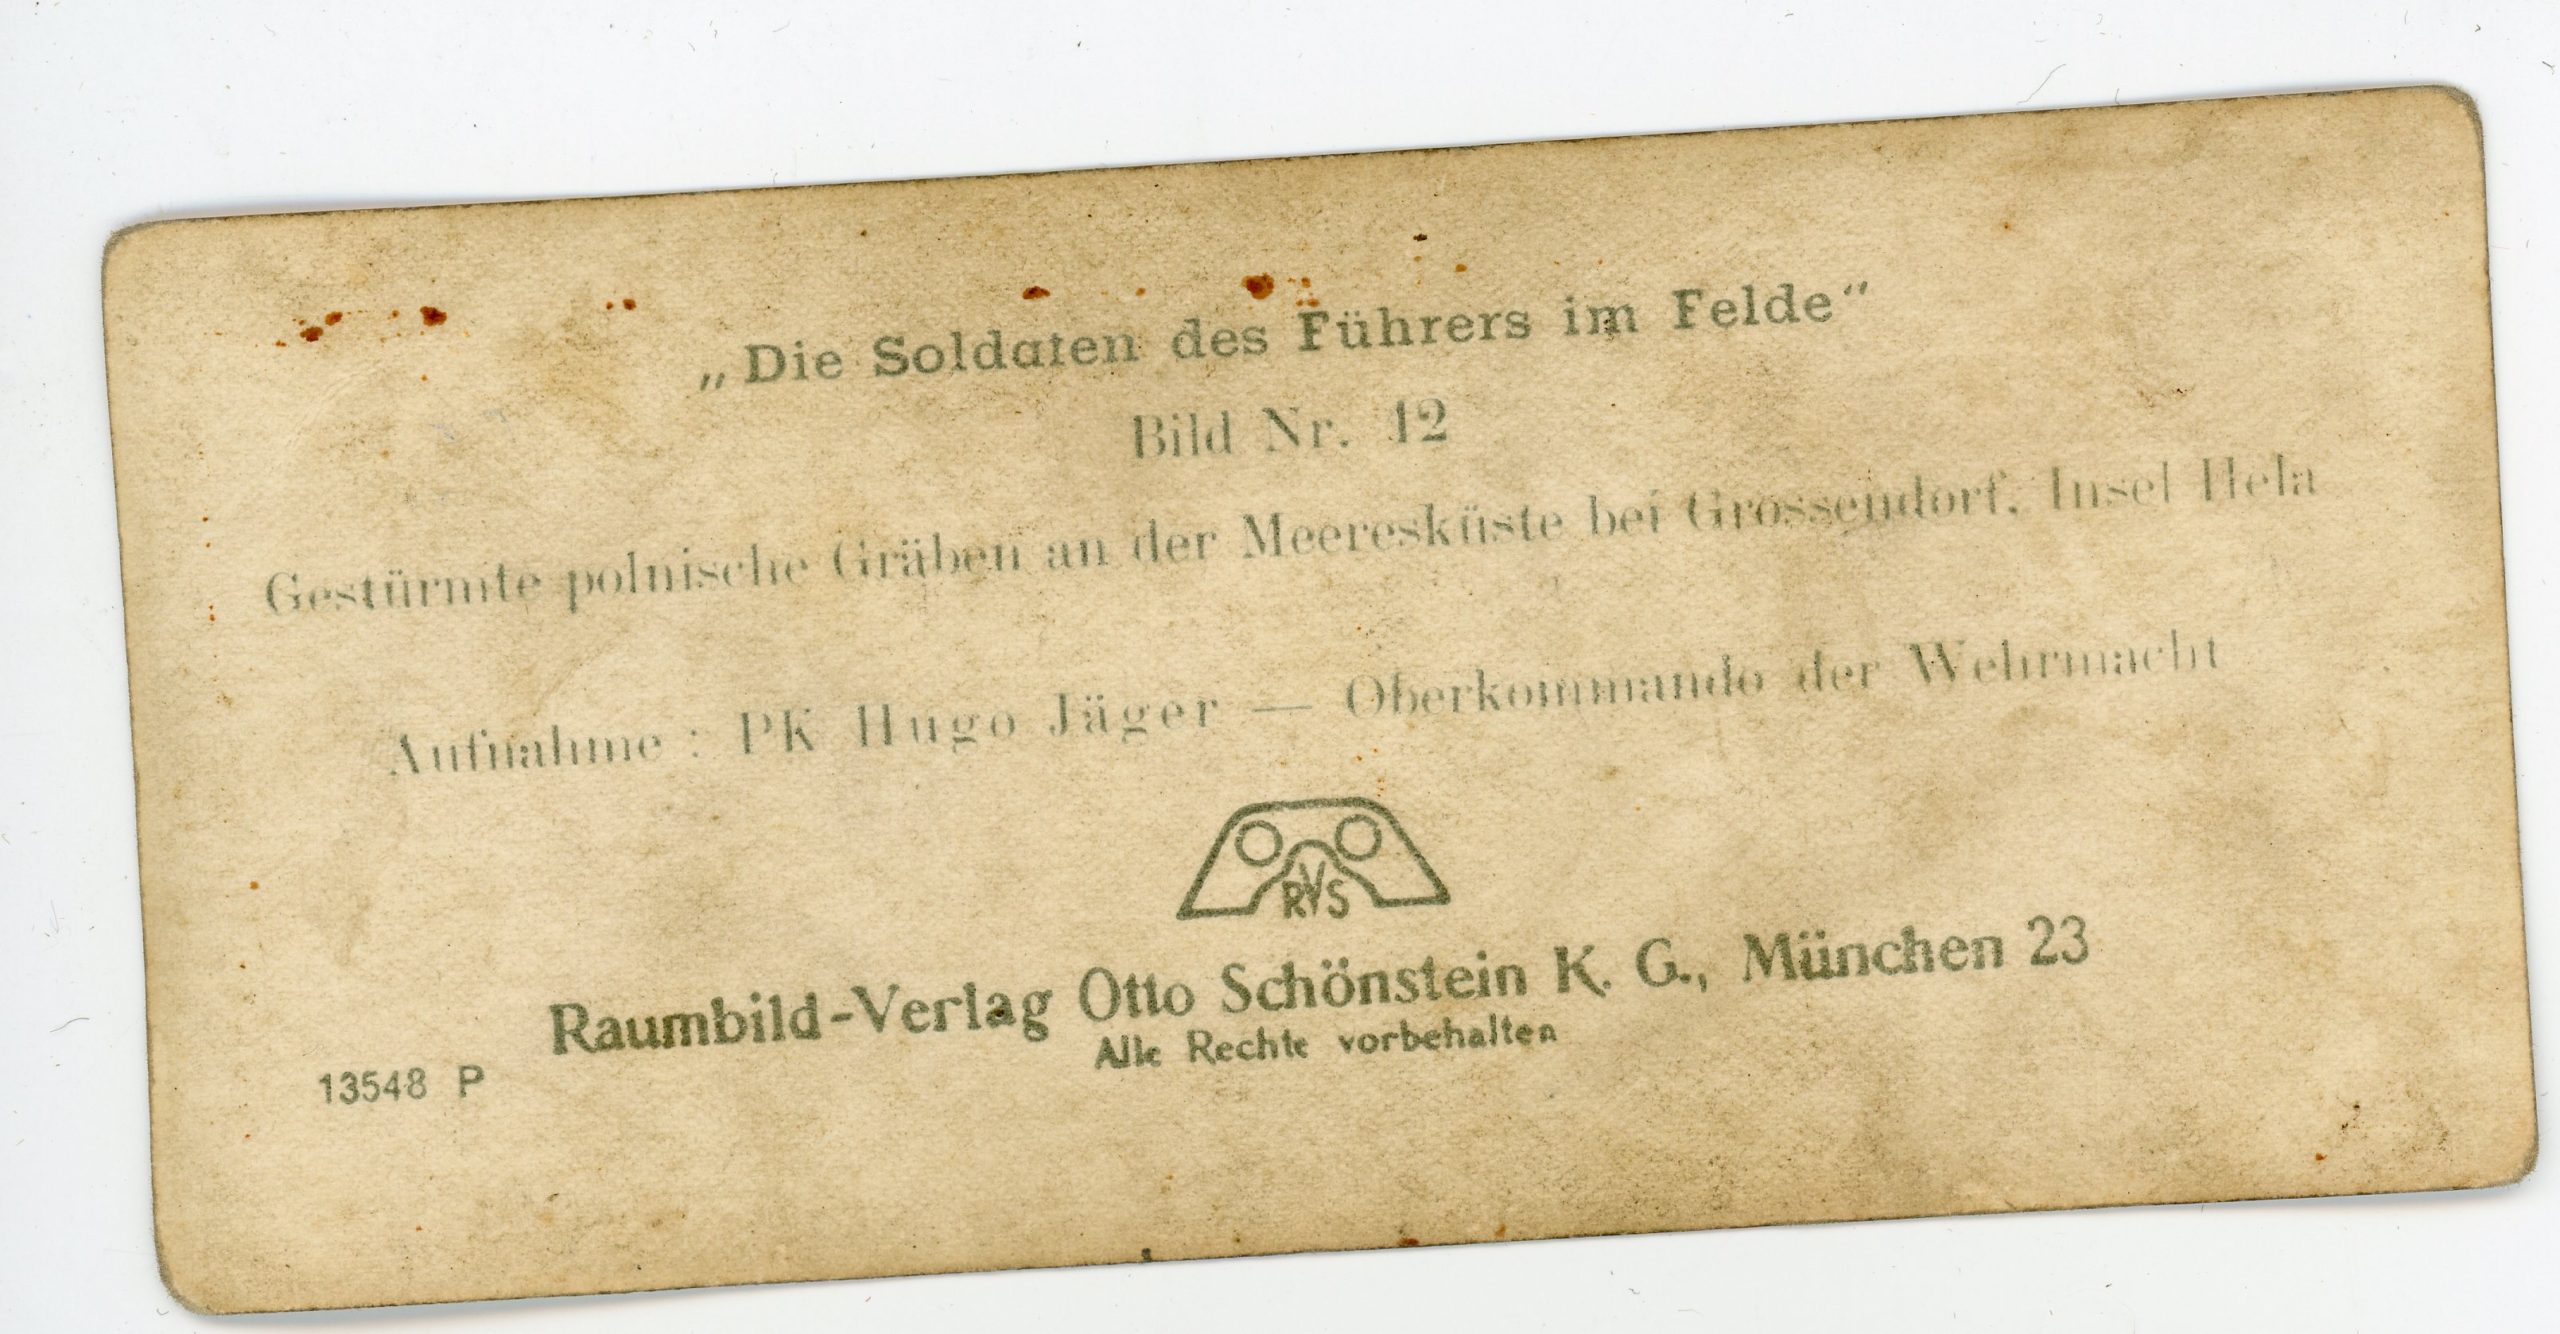 „Die Soldaten des Führers im Felde“
Bild Nr. 12
Gestürmte polnische Gräben an der Meeresküste bei Grossendorf, Insel Hela
Aufnahme: PK Hugo Jäger — Oberkommando der Wehrmacht
RVS
Raumbild-Verlag Otto Schönstein K. G., München 23
Alle Rechte vorbehalten
13548 P